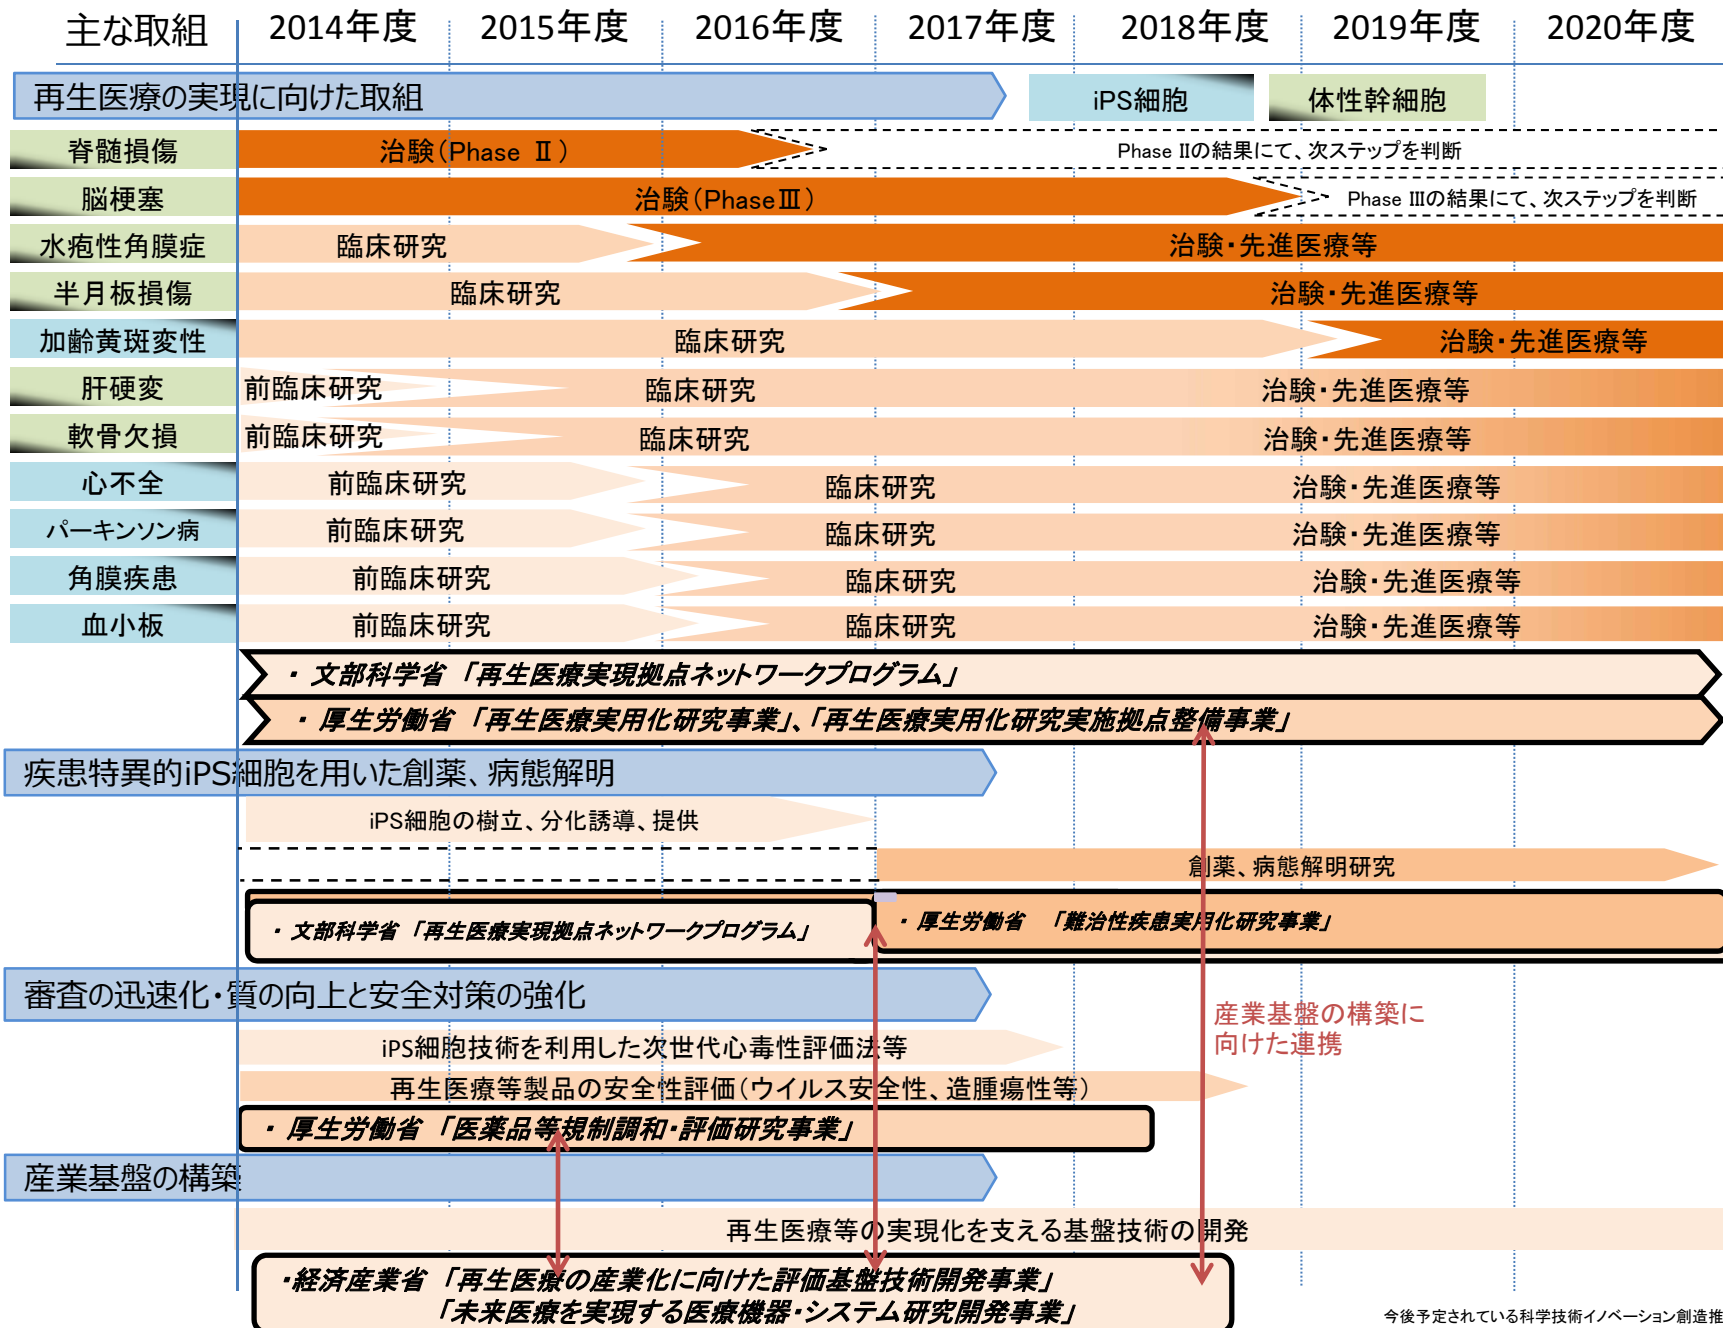 主な取組 2014年度 2015年度 2016年度 2017年度 2018年度 2019年度 2020年度
再生医療の実現に向けた取組 iPS細胞 体性幹細胞
脊髄損傷 治験(Phase Ⅱ) Phase IIの結果にて、次ステップを判断
脳梗塞 治験(PhaseⅢ) Phase IIIの結果にて、次ステップを判断
水疱性角膜症 臨床研究 治験・先進医療等
半月板損傷 臨床研究 治験・先進医療等
加齢黄斑変性 臨床研究 治験・先進医療等
肝硬変 前臨床研究 臨床研究 治験・先進医療等
軟骨欠損 前臨床研究 臨床研究 治験・先進医療等
心不全 前臨床研究 臨床研究 治験・先進医療等
パーキンソン病 前臨床研究 臨床研究 治験・先進医療等
角膜疾患 前臨床研究 臨床研究 治験・先進医療等
血小板 前臨床研究 臨床研究 治験・先進医療等
・ 文部科学省 「再生医療実現拠点ネットワークプログラム」
・ 厚生労働省 「再生医療実用化研究事業」、「再生医療実用化研究実施拠点整備事業」
疾患特異的iPS細胞を用いた創薬、病態解明
iPS細胞の樹立、分化誘導、提供
創薬、病態解明研究
・ 文部科学省 「再生医療実現拠点ネットワークプログラム」 ・ 厚生労働省 「難治性疾患実用化研究事業」
審査の迅速化・質の向上と安全対策の強化
産業基盤の構築に
向けた連携
iPS細胞技術を利用した次世代心毒性評価法等
再生医療等製品の安全性評価(ウイルス安全性、造腫瘍性等)
・ 厚生労働省 「医薬品等規制調和・評価研究事業」
産業基盤の構築
再生医療等の実現化を支える基盤技術の開発
・経済産業省 「再生医療の産業化に向けた評価基盤技術開発事業」
「未来医療を実現する医療機器・システム研究開発事業」
今後予定されている科学技術イノベーション創造推